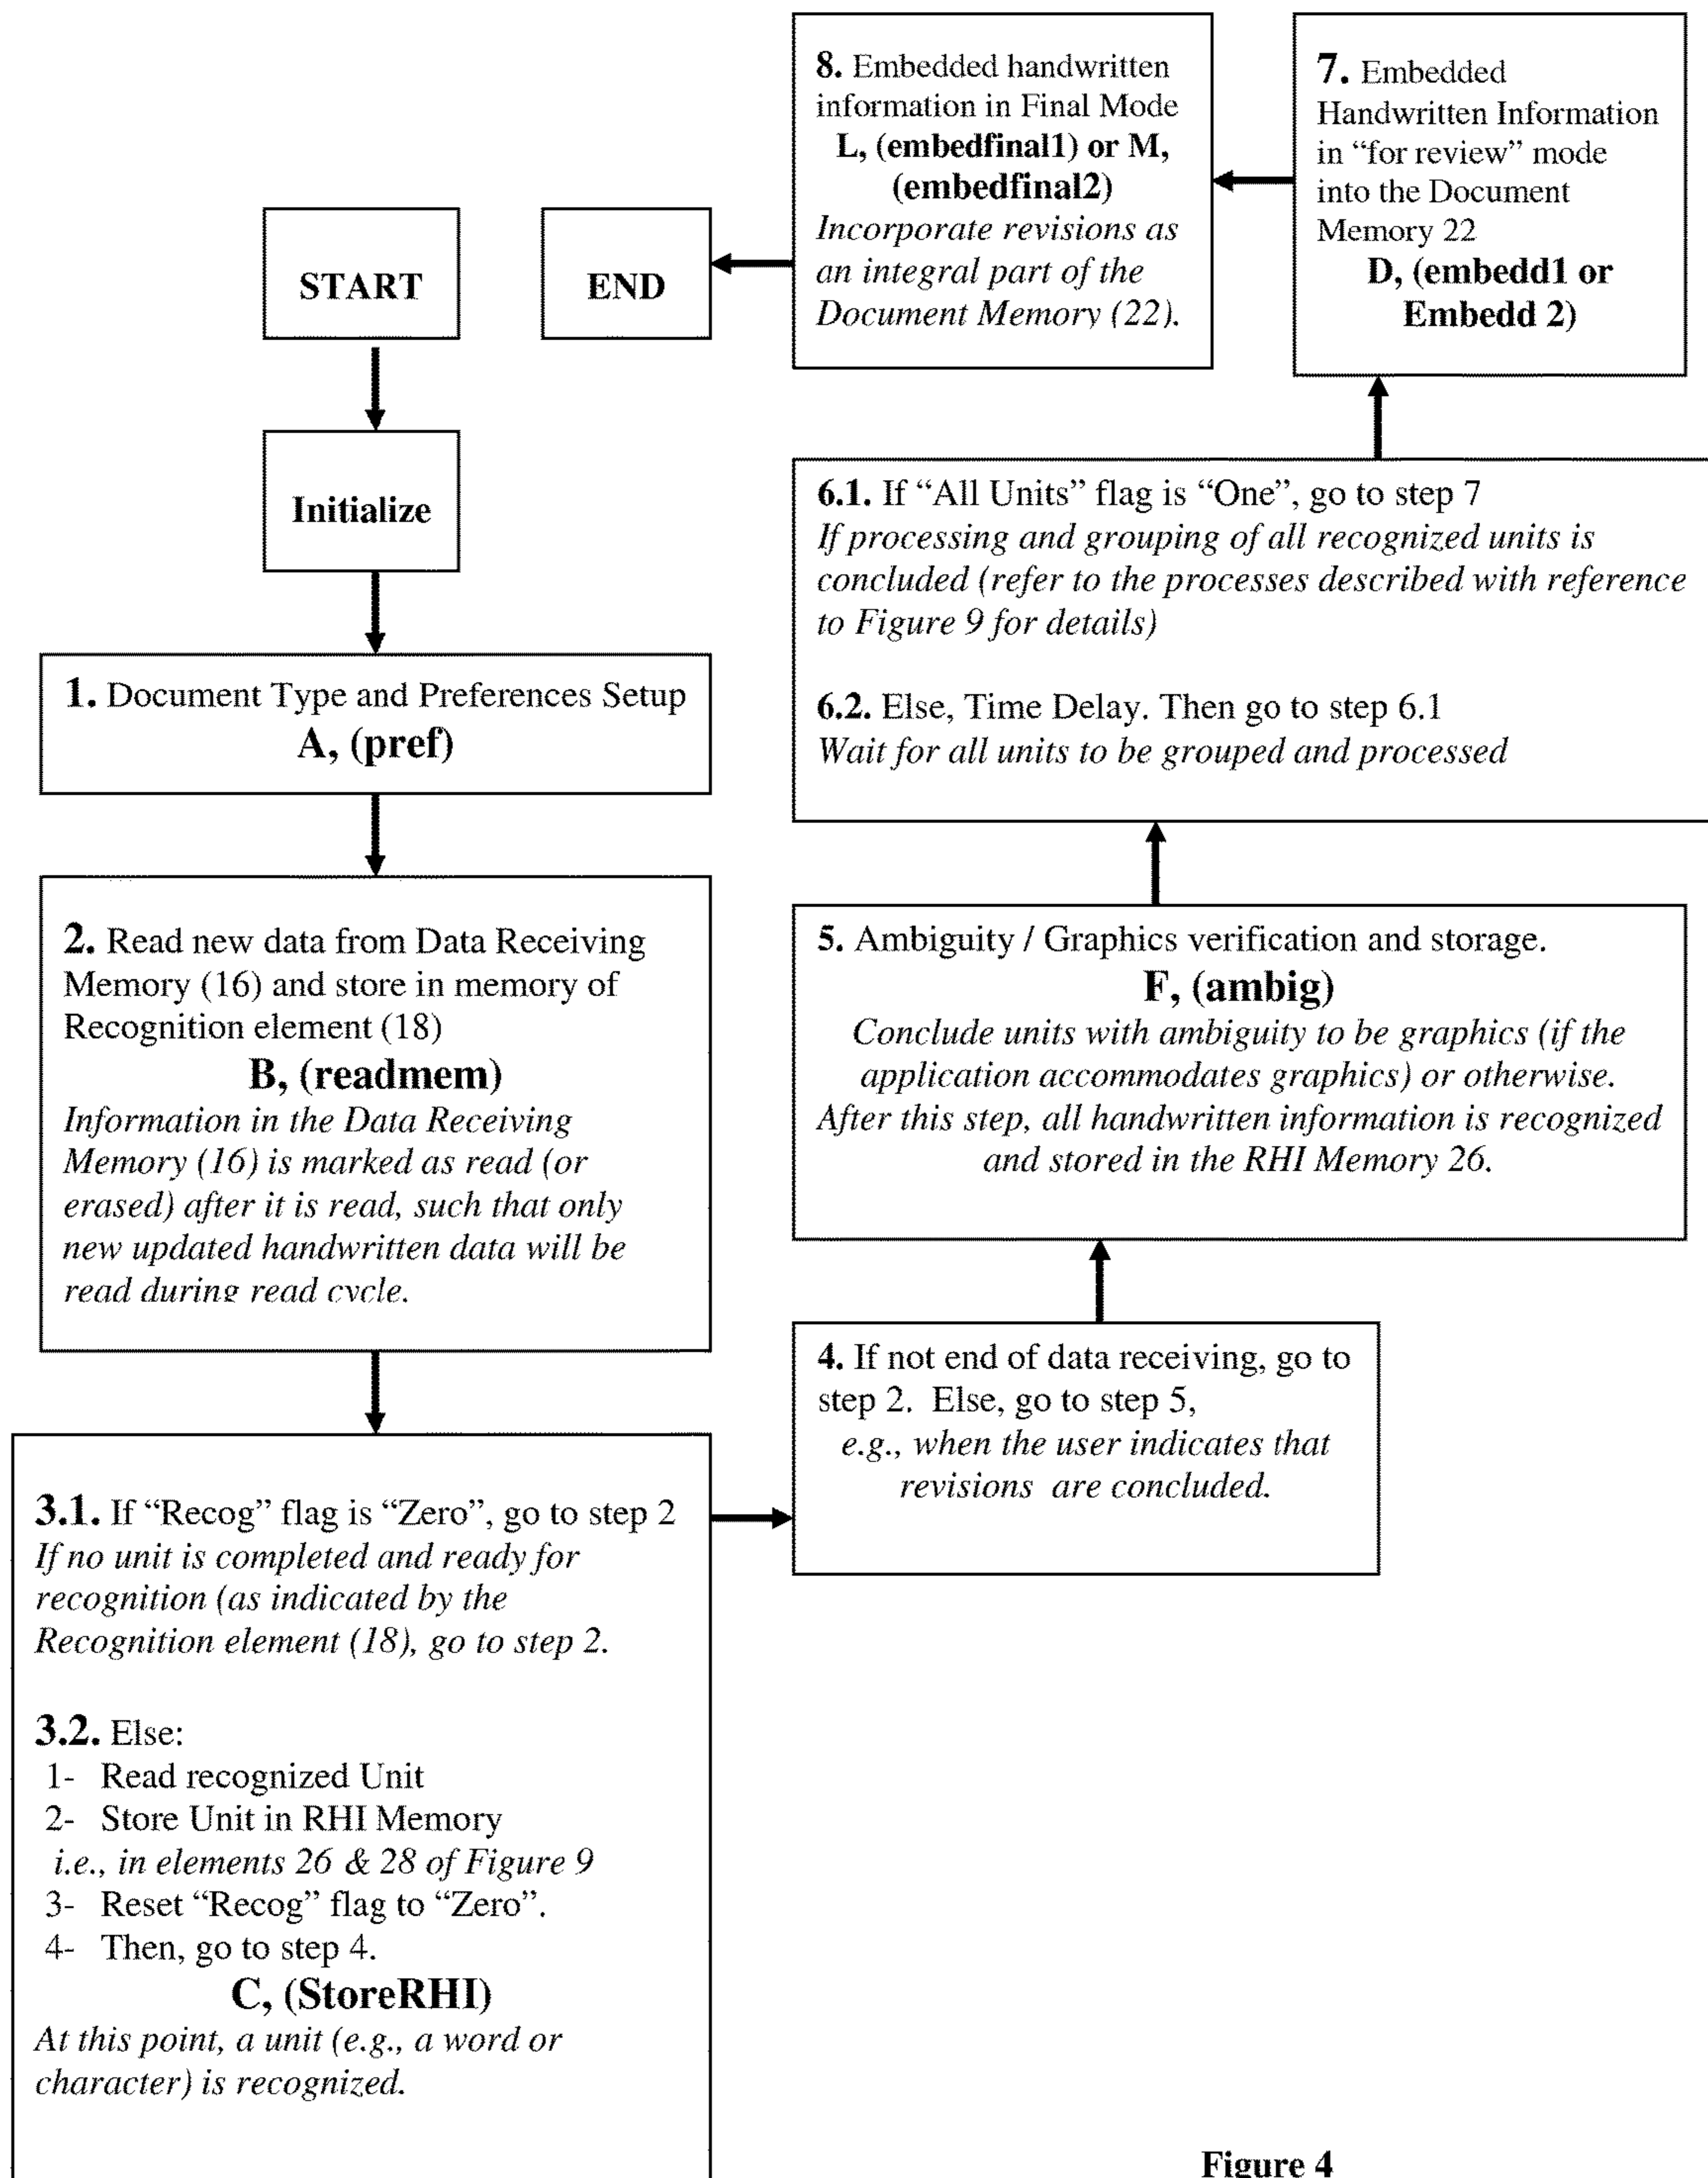 START
Initialize
1. Document Type and Preferences Setup
A, (pref)
2. Read new data from Data Receiving
Memory (16) and store in memory of
Recognition element (18)
B, (readmem)
Information in the Data Receiving
Memory (16) is marked as read (or
erased) after it is read, such that only
new updated handwritten data will be
read during read cycle.
3.1. If “Recog” flag is “Zero”, go to step 2
If no unit is completed and ready for
recognition (as indicated by the
Recognition element (18), go to step 2.
3.2. Else:
1- Read recognized Unit
2- Store Unit in RHI Memory
i.e., in elements 26 & 28 of Figure 9
3- Reset “Recog” flag to “Zero”.
4- Then, go to step 4.
C, (StoreRHI)
At this point, a unit (e.g., a word or
character) is recognized.
4. If not end of data receiving, go to
step 2. Else, go to step 5,
e.g., when the user indicates that
revisions are concluded.
5. Ambiguity / Graphics verification and storage.
F, (ambig)
Conclude units with ambiguity to be graphics (if the
application accommodates graphics) or otherwise.
After this step, all handwritten information is recognized
and stored in the RHI Memory 26.
6.1. If “All Units” flag is “One”, go to step 7
If processing and grouping of all recognized units is
concluded (refer to the processes described with reference
to Figure 9 for details)
6.2. Else, Time Delay. Then go to step 6.1
Wait for all units to be grouped and processed
7. Embedded
Handwritten Information
in “for review” mode
into the Document
Memory 22
D, (embedd1 or
Embedd 2)
8. Embedded handwritten
information in Final Mode
L, (embedfinal1) or M,
(embedfinal2)
Incorporate revisions as
an integral part of the
Document Memory (22).
END
Figure 4